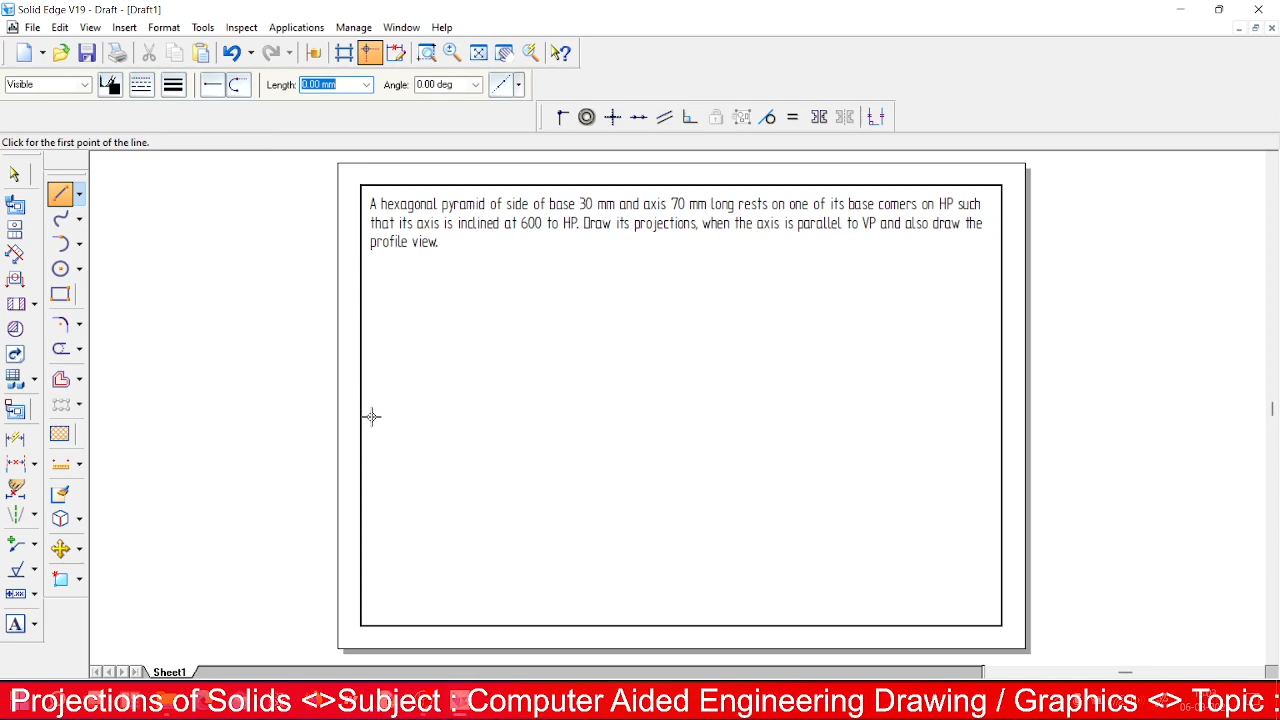 Solid Edge V19 - Draft - [Draft1]
File Edit View Insert Format Tools Inspect Applications Manage Window Help
Visible Length: 0.00 mm Angle: 0.00 deg
Click for the first point of the line.
A hexagonal pyramid of side of base 30 mm and axis 70 mm long rests on one of its base corners on HP such
that its axis is inclined at 600 to HP. Draw its projections, when the axis is parallel to VP and also draw the
profile view.
A
Sheet1
Projections of Solids <>Subject : Computer Aided Engineering Drawing / Graphics <> Topic :